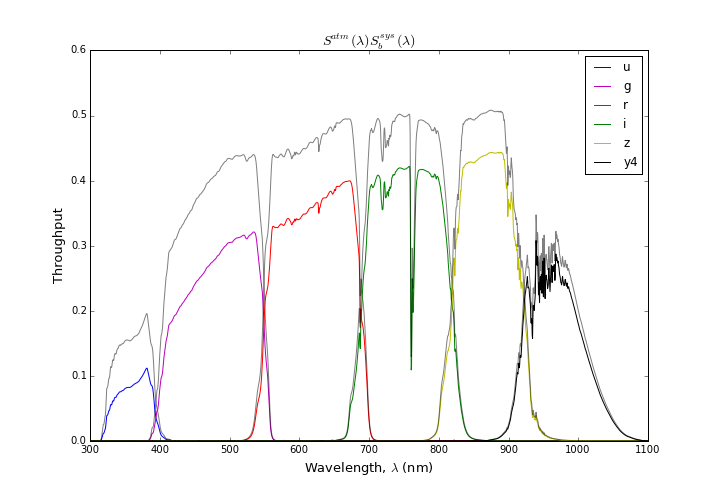 S^{atm}(λ)S_b^{sys}(λ)
0.6
0.5
0.4
0.3
0.2
0.1
0.0
Throughput
300 400 500 600 700 800 900 1000 1100
Wavelength, λ (nm)
u
g
r
i
z
y4